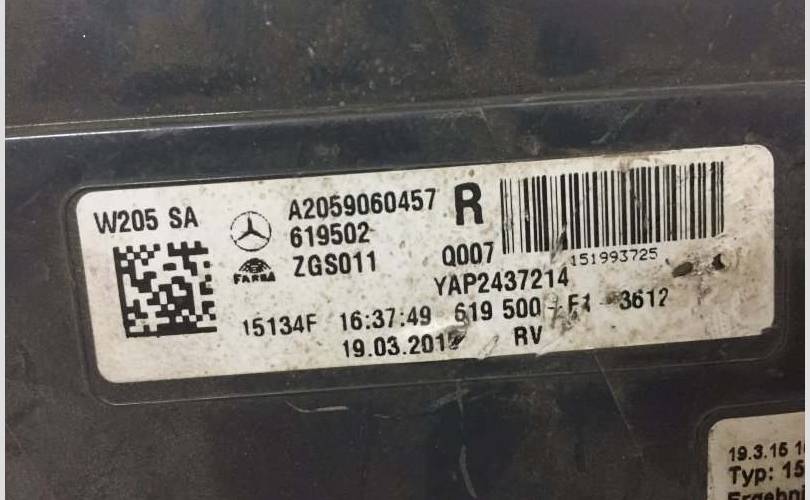 W205 SA
A2059060457 R
619502
ZGS011 Q007
FARBA
151993725
YAP2437214
15134F 16:37:49 619 500 3612
RV
19.3.15
Typ: 15